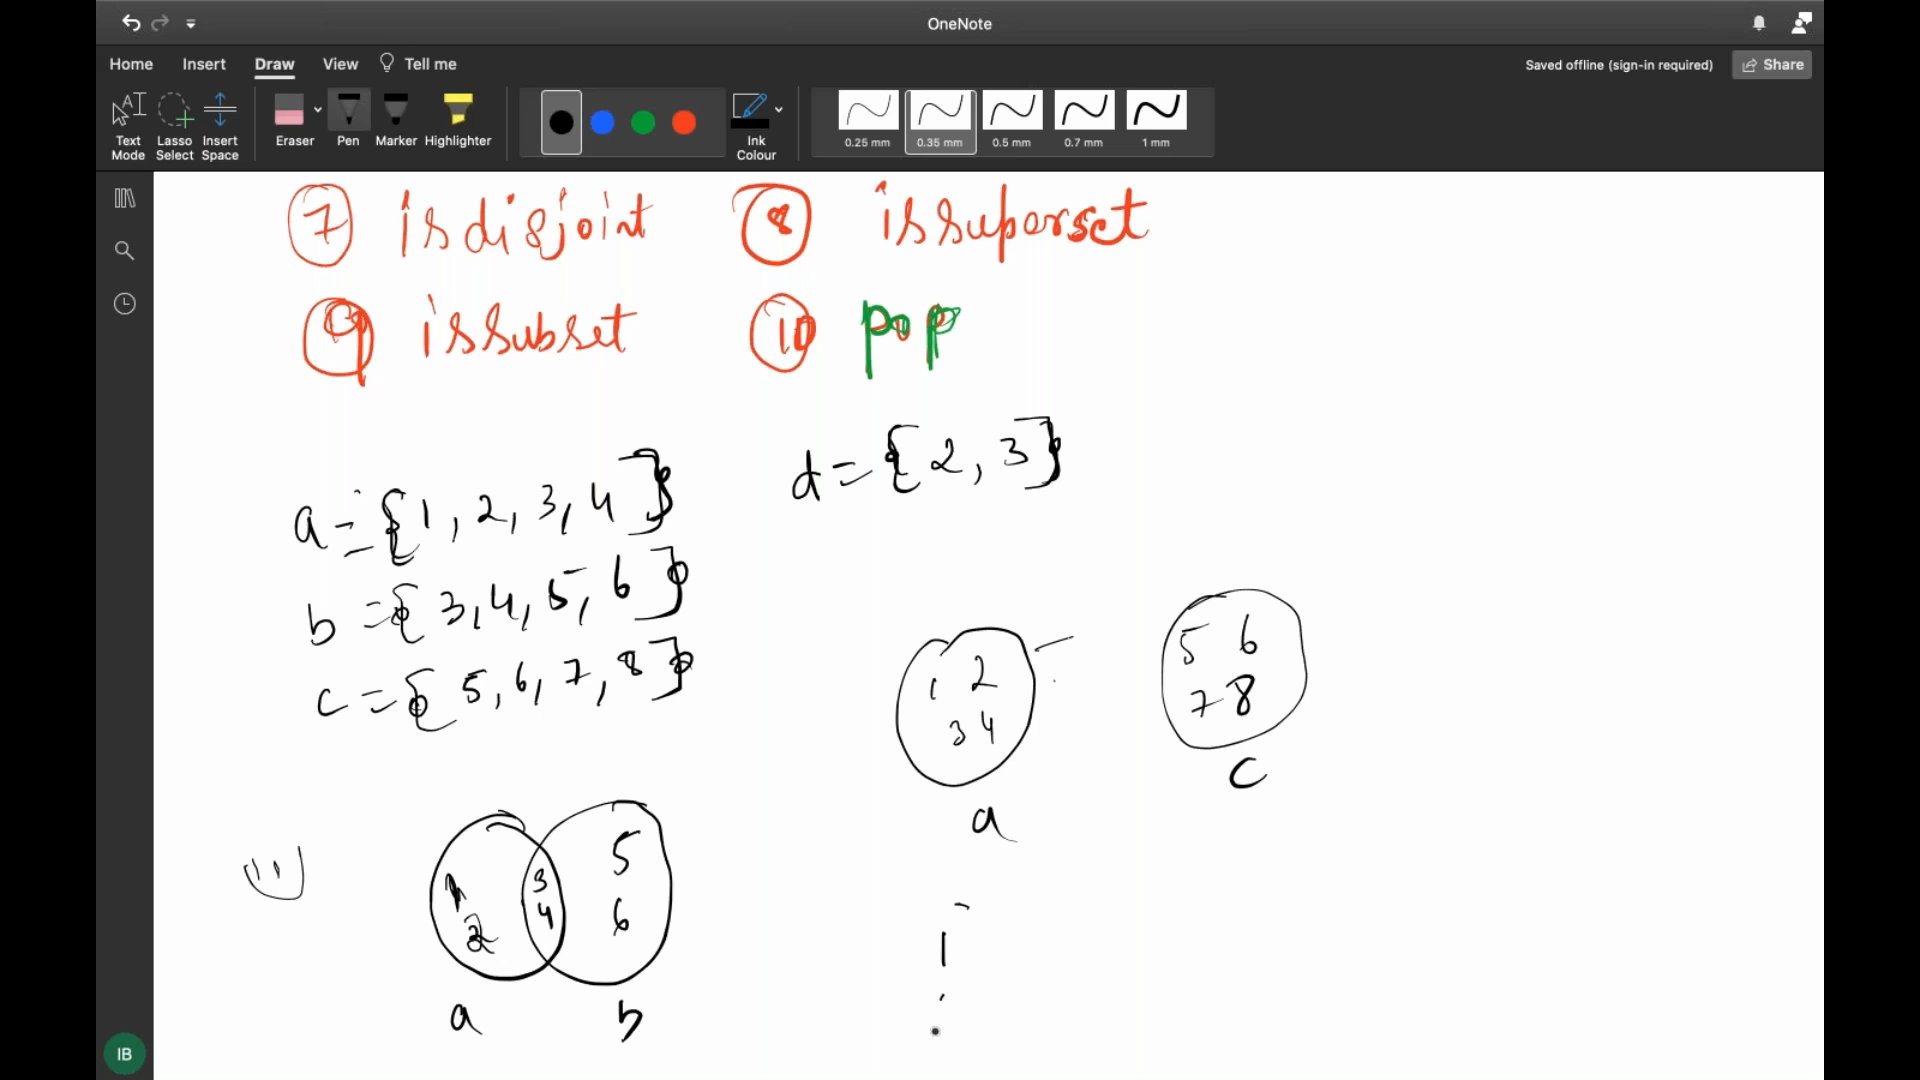 OneNote
Home Insert Draw View Tell me
Saved offline (sign-in required) Share
Text Mode
Lasso Select
Insert Space
Eraser
Pen
Marker
Highlighter
Ink Colour
0.25 mm
0.35 mm
0.5 mm
0.7 mm
1 mm
7 isdisjoint 8 issuperset
9 issubset 10 pop
d = {2, 3}
a = {1, 2, 3, 4}
b = {3, 4, 5, 6}
c = {5, 6, 7, 8}
5 6
7 8
c
1 2
3 4
a
1 3 5
2 4 6
a b
IB